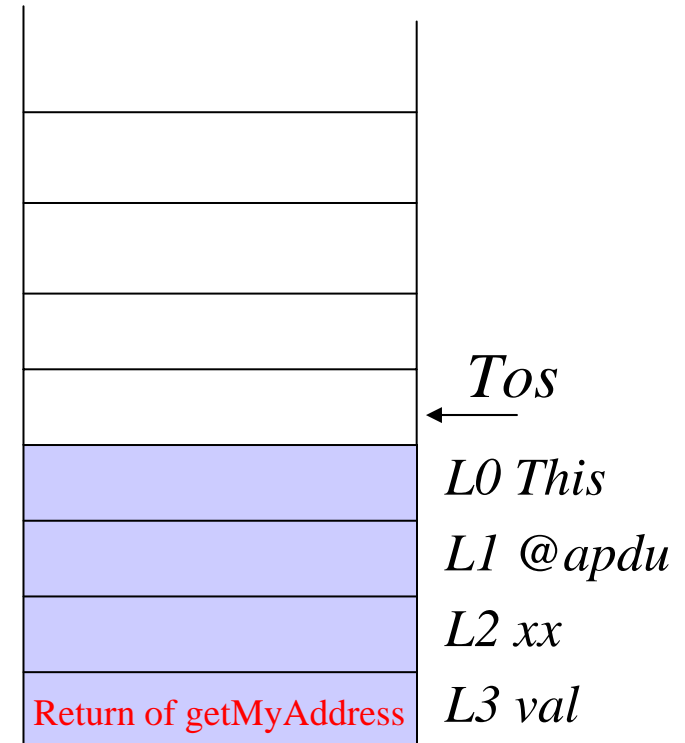 Tos
L0 This
L1 @apdu
L2 xx
Return of getMyAddress L3 val